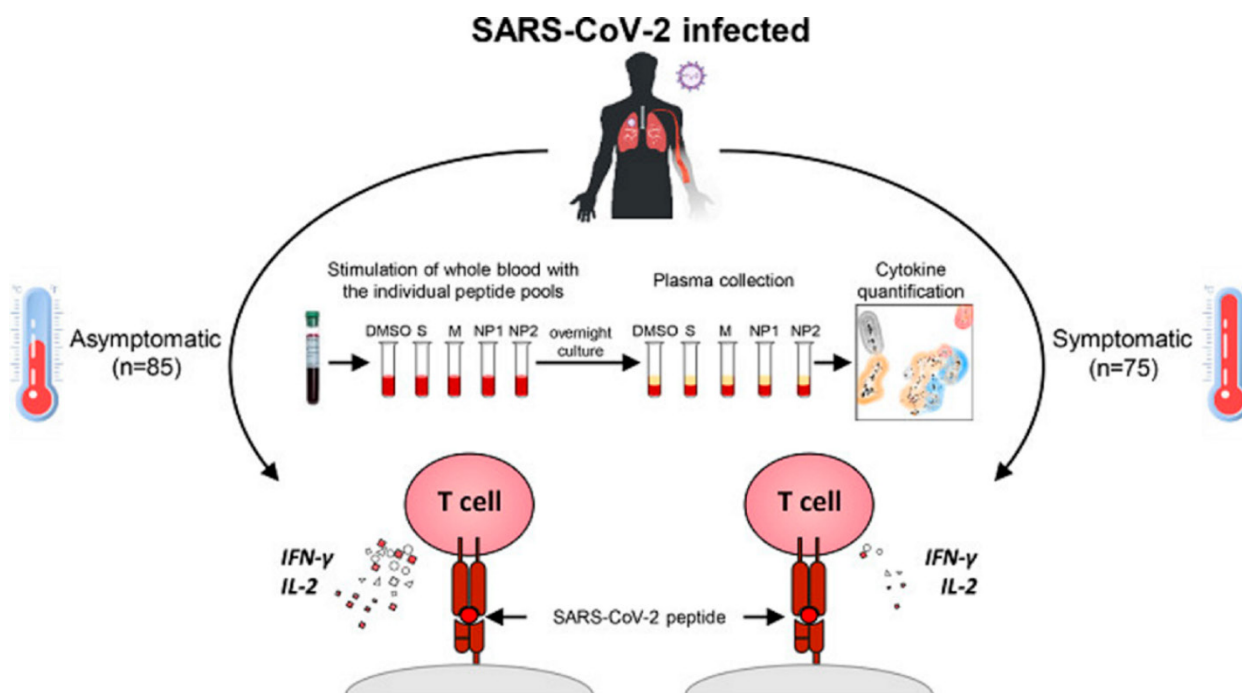 SARS-CoV-2 infected
Stimulation of whole blood with
the individual peptide pools
Plasma collection
Cytokine
quantification
DMSO S M NP1 NP2
overnight
culture
DMSO S M NP1 NP2
Asymptomatic
(n=85)
Symptomatic
(n=75)
T cell
T cell
IFN-γ
IL-2
IFN-γ
IL-2
SARS-CoV-2 peptide